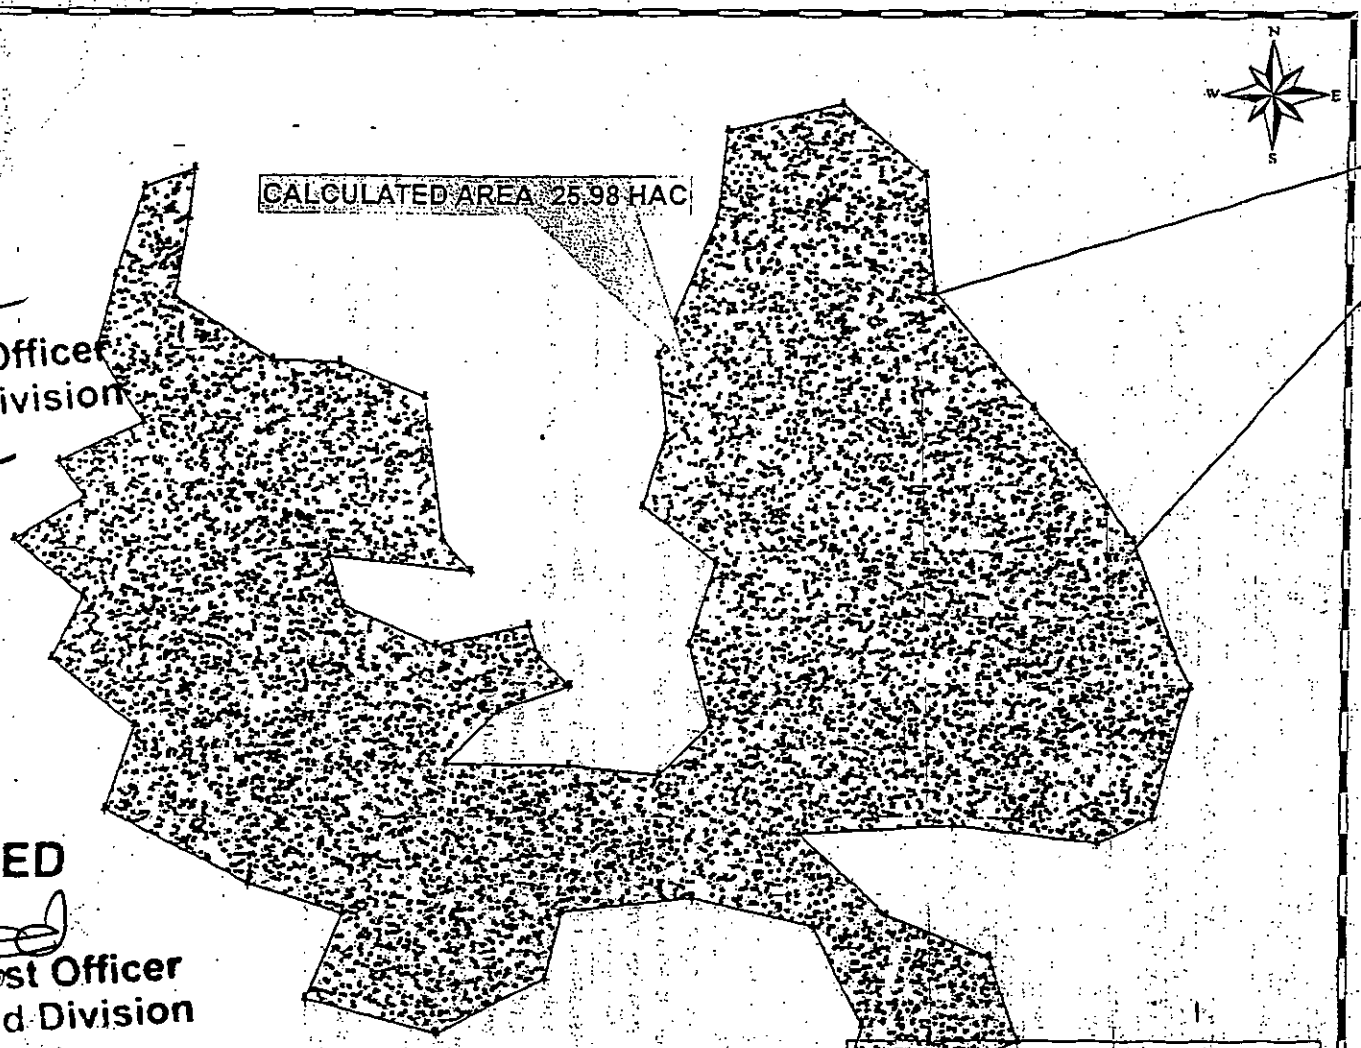 N
W E
S
CALCULATED AREA 25.98 HAC
Officer
ivision
ED
st Officer
d Division